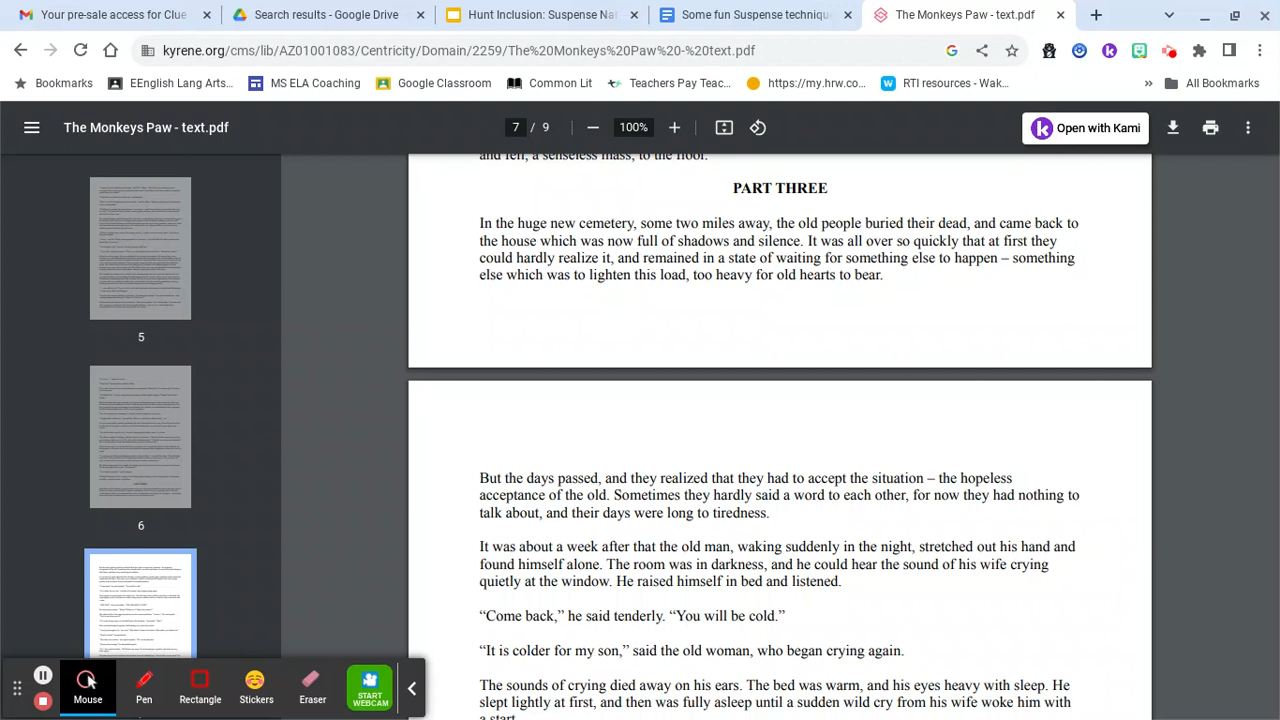 Your pre-sale access for Clue
Search results - Google Driv
Hunt Inclusion: Suspense Nar
Some fun Suspense techniqu
The Monkeys Paw - text.pdf
kyrene.org/cms/lib/AZ01001083/Centricity/Domain/2259/The%20Monkeys%20Paw%20-%20text.pdf
Bookmarks
EEnglish Lang Arts...
MS ELA Coaching
Google Classroom
Common Lit
Teachers Pay Teac...
https://my.hrw.co...
RTI resources - Wak...
All Bookmarks
The Monkeys Paw - text.pdf
7 / 9
100%
Open with Kami
and fell, a senseless mass, to the floor.
PART THREE
In the huge new cemetery, some two miles away, the old people buried their dead, and came back to
the house which was now full of shadows and silence. It was all over so quickly that at first they
could hardly realize it, and remained in a state of waiting for something else to happen – something
else which was to lighten this load, too heavy for old hearts to bear.
But the days passed, and they realized that they had to accept the situation – the hopeless
acceptance of the old. Sometimes they hardly said a word to each other, for now they had nothing to
talk about, and their days were long to tiredness.
It was about a week after that the old man, waking suddenly in the night, stretched out his hand and
found himself alone. The room was in darkness, and he could hear the sound of his wife crying
quietly at the window. He raised himself in bed and listened.
“Come back,” he said tenderly. “You will be cold.”
“It is colder for my son,” said the old woman, who began crying again.
The sounds of crying died away on his ears. The bed was warm, and his eyes heavy with sleep. He
slept lightly at first, and then was fully asleep until a sudden wild cry from his wife woke him with
a start.
5
6
Mouse
Pen
Rectangle
Stickers
Eraser
START
WEBCAM